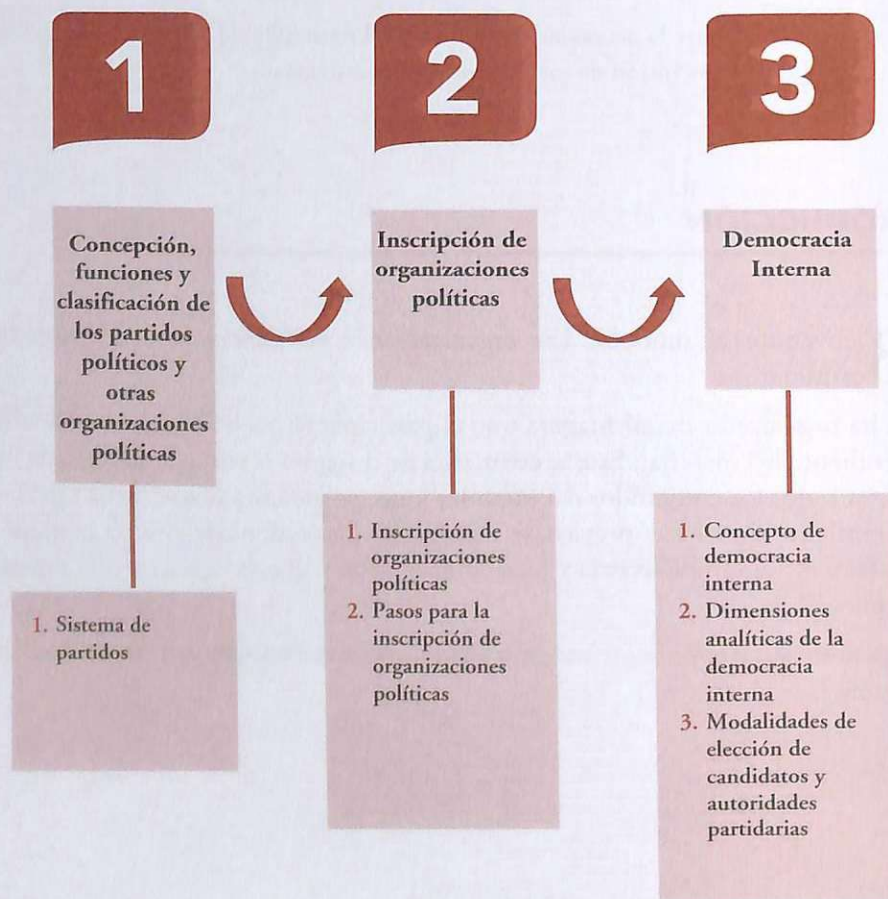 1
Concepción,
funciones y
clasificación de
los partidos
políticos y
otras
organizaciones
políticas
1. Sistema de
partidos
2
Inscripción de
organizaciones
políticas
1. Inscripción de
organizaciones
políticas
2. Pasos para la
inscripción de
organizaciones
políticas
3
Democracia
Interna
1. Concepto de
democracia
interna
2. Dimensiones
analíticas de la
democracia
interna
3. Modalidades de
elección de
candidatos y
autoridades
partidarias